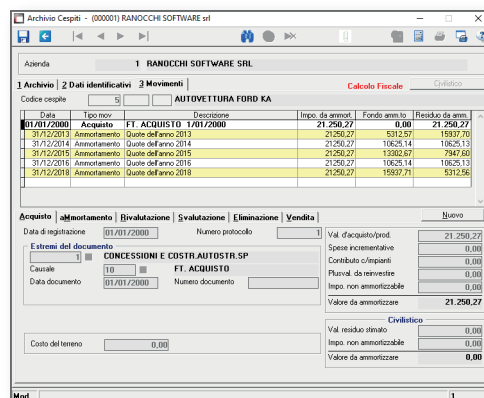 Archivio Cespiti - (000001) RANOCCHI SOFTWARE srl
Azienda 1 RANOCCHI SOFTWARE SRL
1 Archivio 2 Dati identificativi 3 Movimenti Calcolo Fiscale Civilistico
Codice cespite 5 AUTOVETTURA FORD KA
Data Tipo mov Descrizione Impo. da ammort. Fondo amm.to Residuo da amm.
01/01/2000 Acquisto FT. ACQUISTO 1/01/2000 21.250,27 0,00 21.250,27
31/12/2013 Ammortamento Quote dell'anno 2013 21250,27 5312,57 15937,70
31/12/2014 Ammortamento Quote dell'anno 2014 21250,27 10625,14 10625,13
31/12/2015 Ammortamento Quote dell'anno 2015 21250,27 13302,67 7947,60
31/12/2016 Ammortamento Quote dell'anno 2016 21250,27 10625,14 10625,13
31/12/2018 Ammortamento Quote dell'anno 2018 21250,27 15937,71 5312,56
Acquisto aMmortamento Rivalutazione Svalutazione Eliminazione Vendita Nuovo
Data di registrazione 01/01/2000 Numero protocollo 1
Estremi del documento
1 CONCESSIONI E COSTR.AUTOSTR.SP
Causale 10 FT. ACQUISTO
Data documento 01/01/2000 Numero documento
Costo del terreno 0,00
Val. d'acquisto/prod. 21.250,27
Spese incrementative 0,00
Contributo c/impianti 0,00
Plusval. da reinvestire 0,00
Impo. non ammortizzabile 0,00
Valore da ammortizzare 21.250,27
Civilistico
Val. residuo stimato 0,00
Impo. non ammortizzabile 0,00
Valore da ammortizzare 0,00
Mod 1